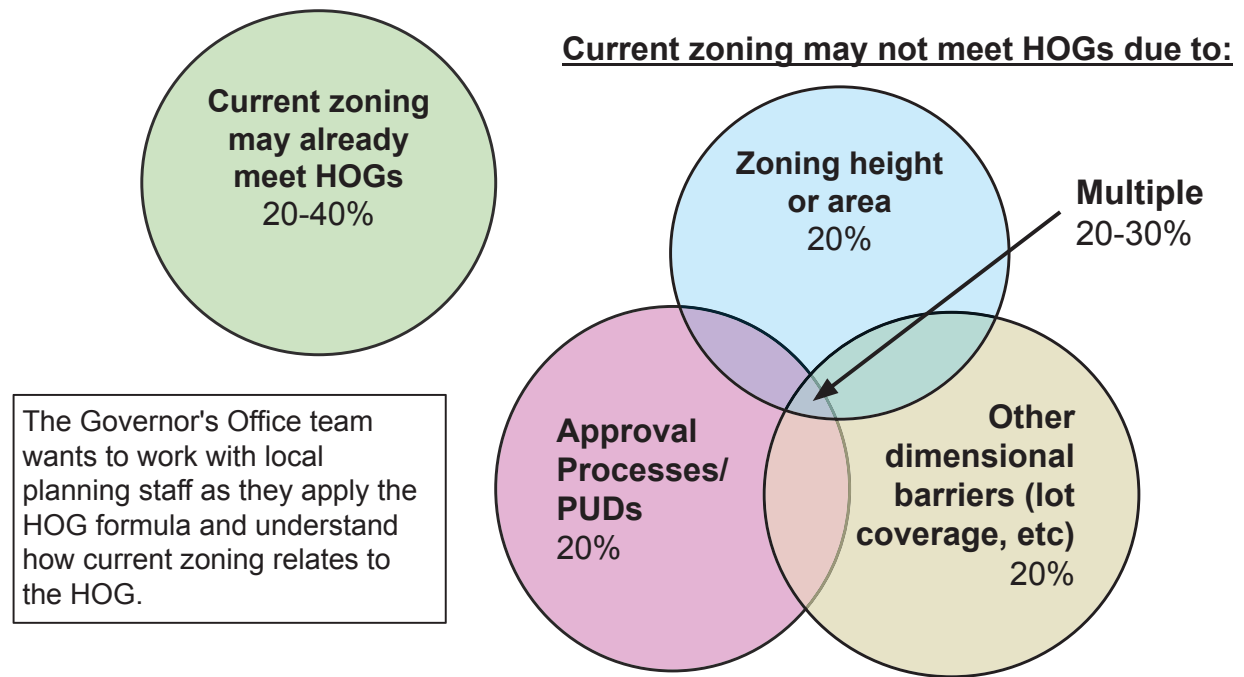 Current zoning may not meet HOGs due to:
Current zoning
may already
meet HOGs
20-40%
Zoning height
or area
20%
Multiple
20-30%
The Governor's Office team
wants to work with local
planning staff as they apply the
HOG formula and understand
how current zoning relates to
the HOG.
Approval
Processes/
PUDs
20%
Other
dimensional
barriers (lot
coverage, etc)
20%